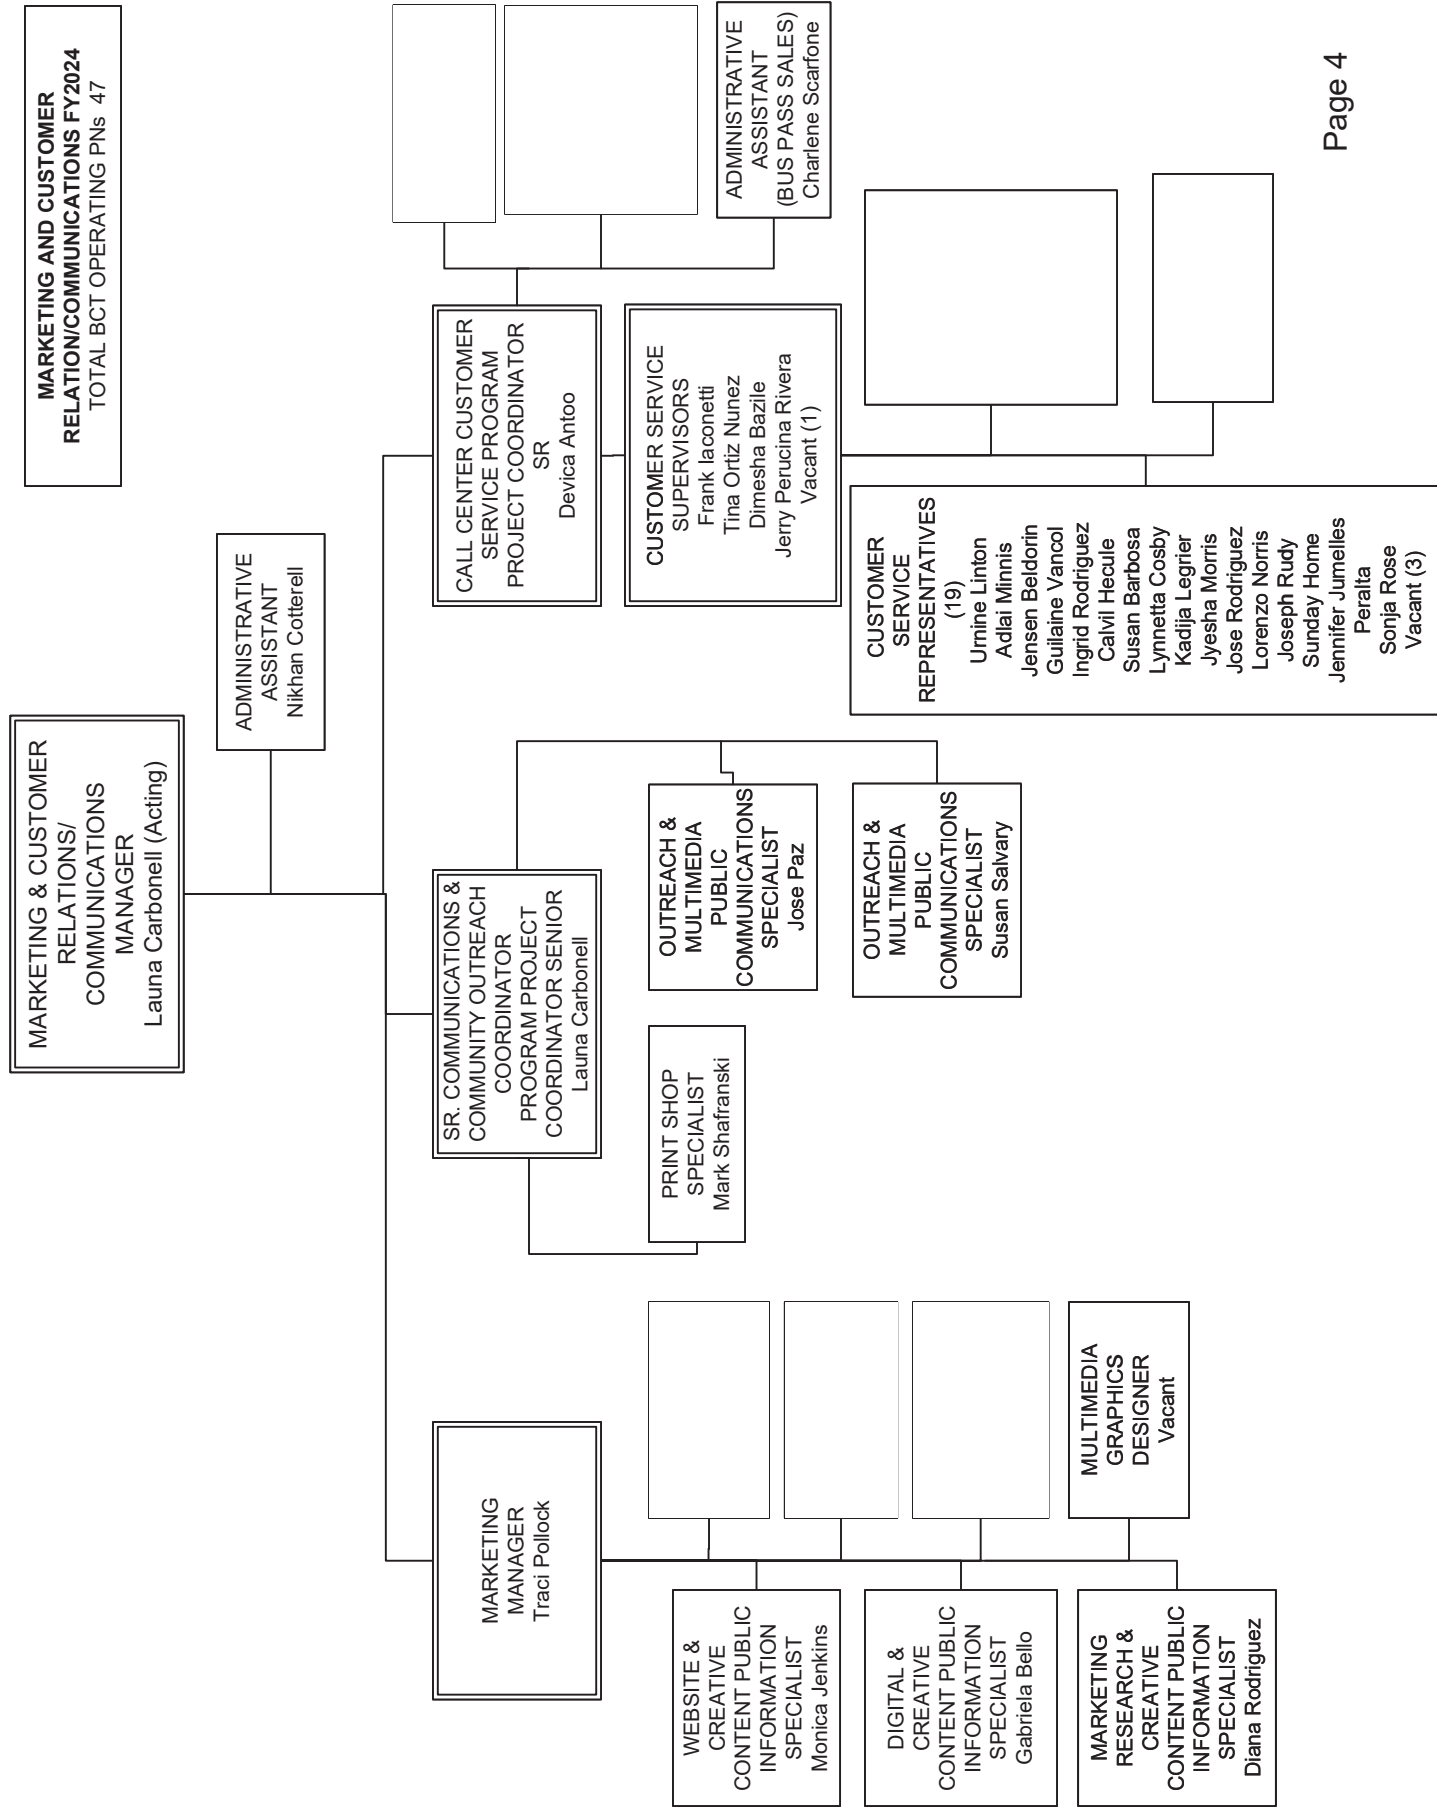 MARKETING AND CUSTOMER
RELATION/COMMUNICATIONS FY2024
TOTAL BCT OPERATING PNs 47
MARKETING & CUSTOMER
RELATIONS/
COMMUNICATIONS
MANAGER
Launa Carbonell (Acting)
ADMINISTRATIVE
ASSISTANT
Nikhan Cotterell
MARKETING
MANAGER
Traci Pollock
SR. COMMUNICATIONS &
COMMUNITY OUTREACH
COORDINATOR
PROGRAM PROJECT
COORDINATOR SENIOR
Launa Carbonell
CALL CENTER CUSTOMER
SERVICE PROGRAM
PROJECT COORDINATOR
SR
Devica Antoo
WEBSITE &
CREATIVE
CONTENT PUBLIC
INFORMATION
SPECIALIST
Monica Jenkins
DIGITAL &
CREATIVE
CONTENT PUBLIC
INFORMATION
SPECIALIST
Gabriela Bello
MARKETING
RESEARCH &
CREATIVE
CONTENT PUBLIC
INFORMATION
SPECIALIST
Diana Rodriguez
MULTIMEDIA
GRAPHICS
DESIGNER
Vacant
PRINT SHOP
SPECIALIST
Mark Shafranski
OUTREACH &
MULTIMEDIA
PUBLIC
COMMUNICATIONS
SPECIALIST
Jose Paz
OUTREACH &
MULTIMEDIA
PUBLIC
COMMUNICATIONS
SPECIALIST
Susan Salvary
CUSTOMER SERVICE
SUPERVISORS
Frank Iaconetti
Tina Ortiz Nunez
Dimesha Bazile
Jerry Perucina Rivera
Vacant (1)
ADMINISTRATIVE
ASSISTANT
(BUS PASS SALES)
Charlene Scarfone
CUSTOMER
SERVICE
REPRESENTATIVES
(19)
Urnine Linton
Adlai Minnis
Jensen Beldorin
Guilaine Vancol
Ingrid Rodriguez
Calvil Hecule
Susan Barbosa
Lynnetta Cosby
Kadija Legrier
Jyesha Morris
Jose Rodriguez
Lorenzo Norris
Joseph Rudy
Sunday Home
Jennifer Jumelles
Peralta
Sonja Rose
Vacant (3)
Page 4